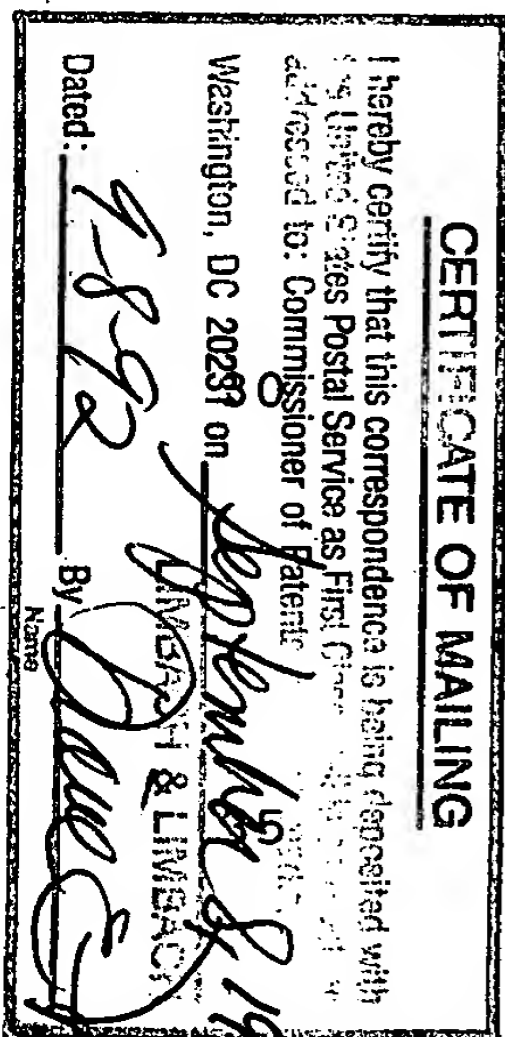 CERTIFICATE OF MAILING
I hereby certify that this correspondence is being deposited with
the United States Postal Service as First
addressed to: Commissioner of Patents
Washington, DC 20231 on September 8, 19
LIMBACH & LIMBACH
Dated: 9-8-92 By
Name